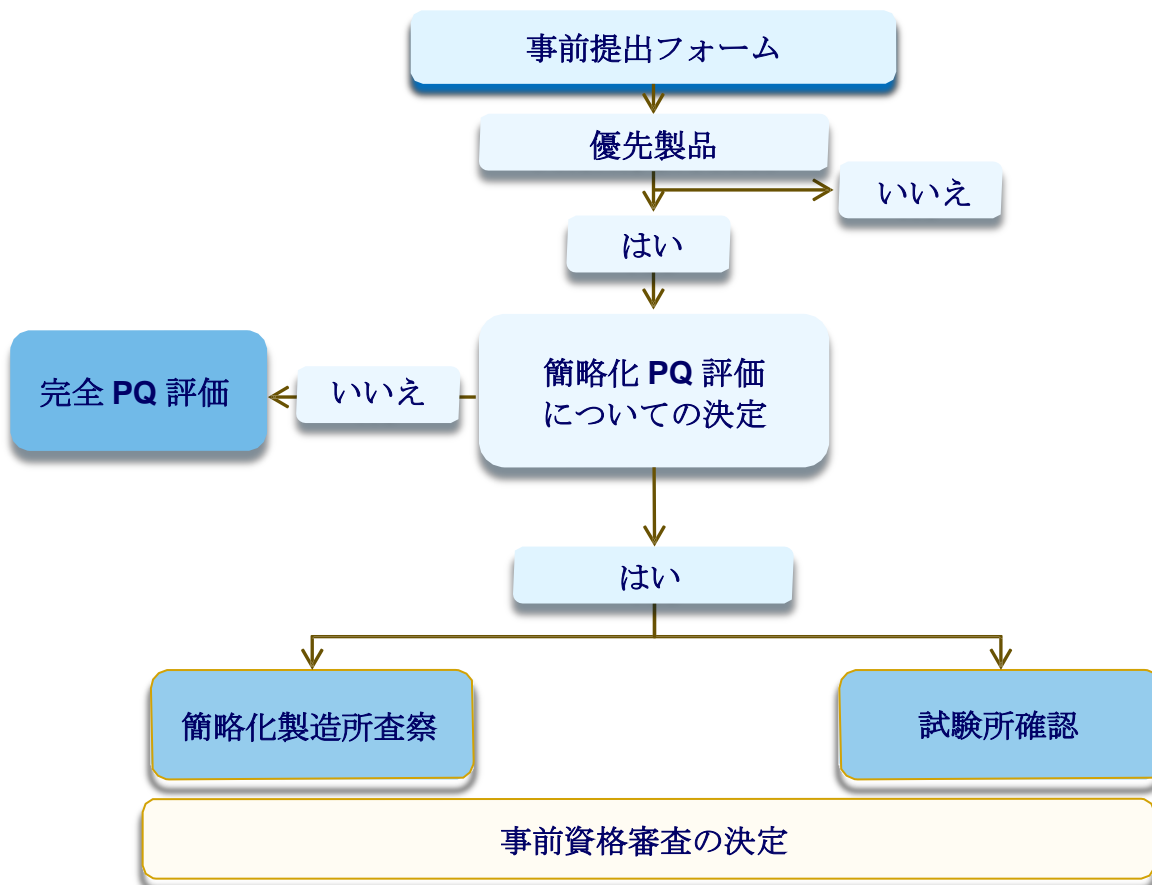 事前提出フォーム
優先製品
いいえ
はい
簡略化 PQ 評価
についての決定
いいえ
完全 PQ 評価
はい
簡略化製造所査察
試験所確認
事前資格審査の決定